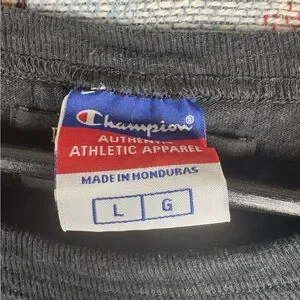 Champion®
AUTHENTIC
ATHLETIC APPAREL
MADE IN HONDURAS
L G